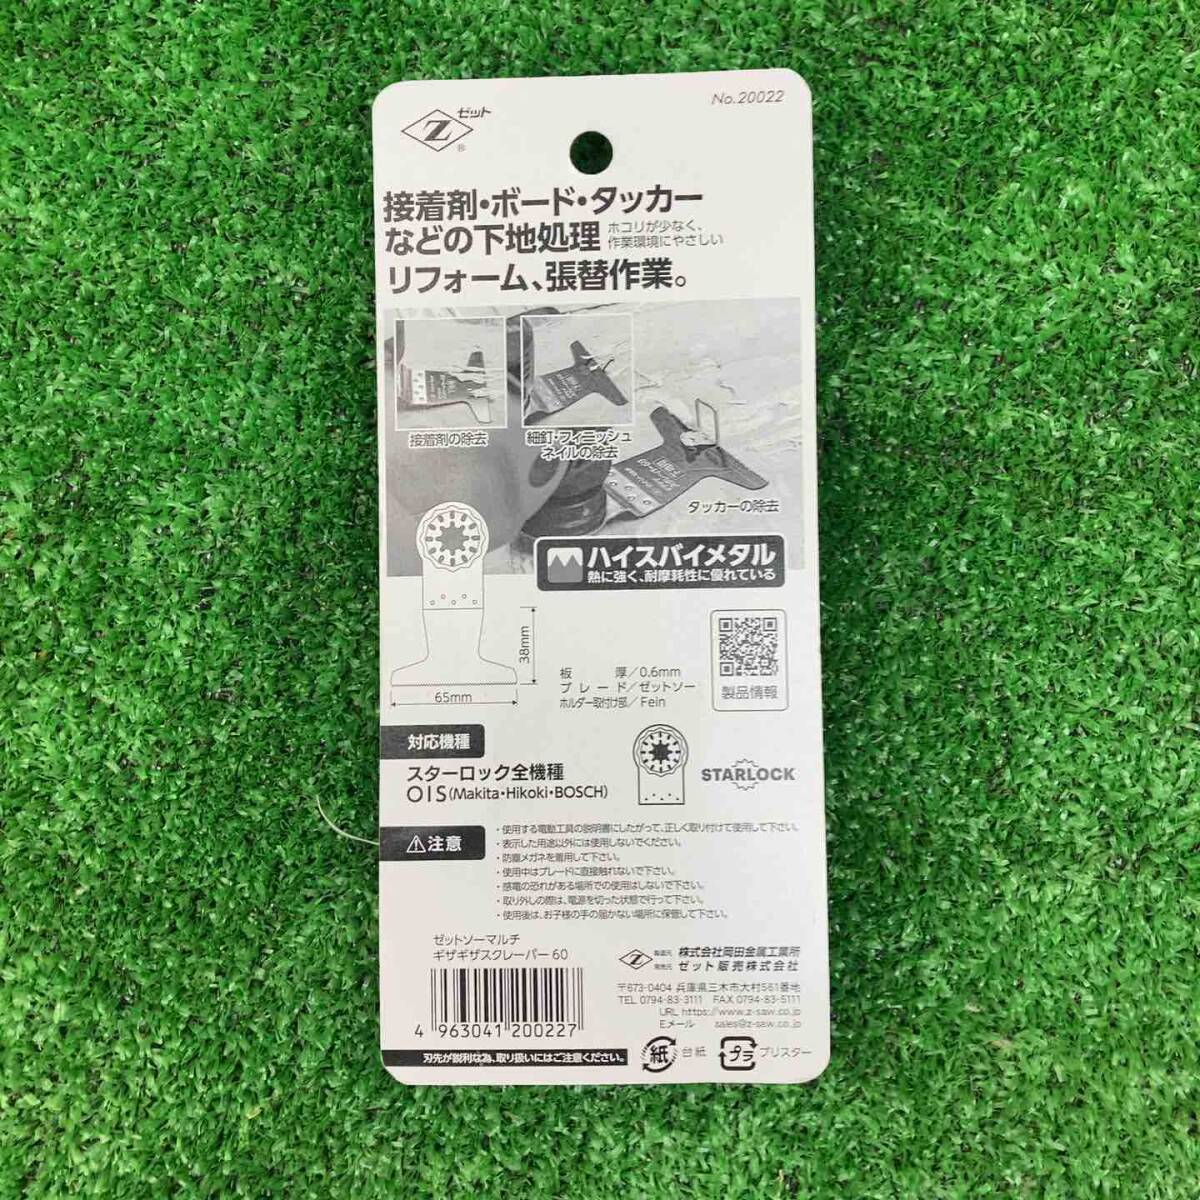 ゼット
Z
®
No.20022
接着剤・ボード・タッカー
などの下地処理
ホコリが少なく、
作業環境にやさしい
リフォーム、張替作業。
接着剤の除去
細釘・フィニッシュ
ネイルの除去
タッカーの除去
ハイスバイメタル
熱に強く、耐摩耗性に優れている
38mm
65mm
板厚/0.6mm
ブレード/ゼットソー
ホルダー取付け部/Fein
製品情報
対応機種
スターロック全機種
OIS(Makita・Hikoki・BOSCH)
STARLOCK
注意
・使用する電動工具の説明書にしたがって、正しく取り付けて使用して下さい。
・表示した用途以外には使用しないでください。
・防塵メガネを着用して下さい。
・使用中はブレードに直接触れないで下さい。
・感電の恐れがある場所での使用はしないで下さい。
・取り外しの際は、電源を切った状態で行って下さい。
・使用後は、お子様の手の届かない場所に保管して下さい。
ゼットソーマルチ
ギザギザスクレーパー60
4 963041 200227
刃先が鋭利な為、取り扱いにはご注意ください。
Z
製造元 株式会社岡田金属工業所
発売元 ゼット販売株式会社
〒673-0404 兵庫県三木市大村561番地
TEL 0794-83-3111 FAX 0794-83-5111
URL https://www.z-saw.co.jp
Eメール sales@z-saw.co.jp
紙 台紙
プラ ブリスター